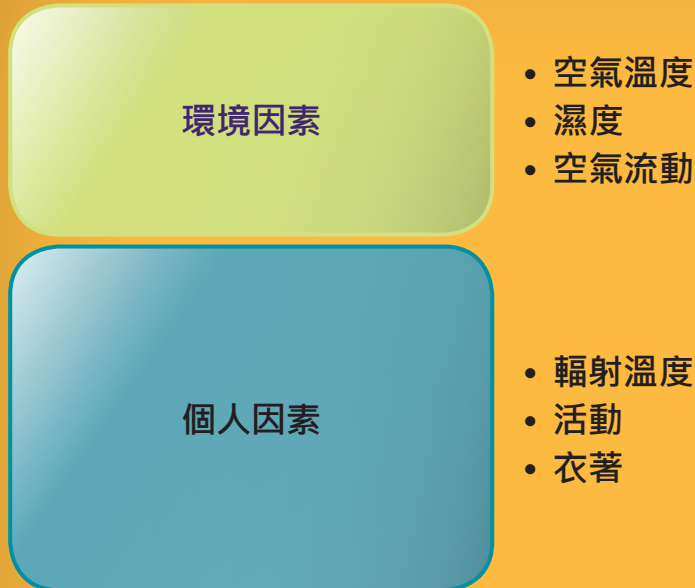 環境因素
• 空氣溫度
• 濕度
• 空氣流動
個人因素
• 輻射溫度
• 活動
• 衣著